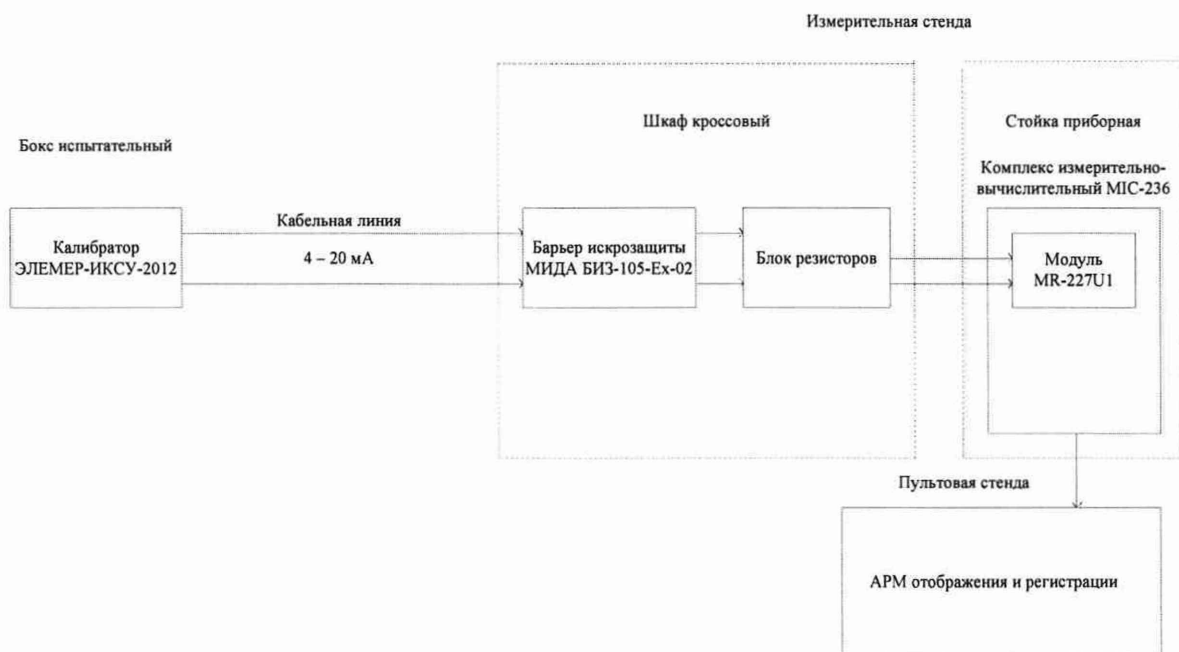 Измерительная стенда
Шкаф кроссовый
Стойка приборная
Бокс испытательный
Комплекс измерительно-
вычислительный MIC-236
Калибратор
ЭЛЕМЕР-ИКСУ-2012
Кабельная линия
4 – 20 мА
Барьер искрозащиты
МИДА БИЗ-105-Ex-02
Блок резисторов
Модуль
MR-227U1
Пультовая стенда
АРМ отображения и регистрации